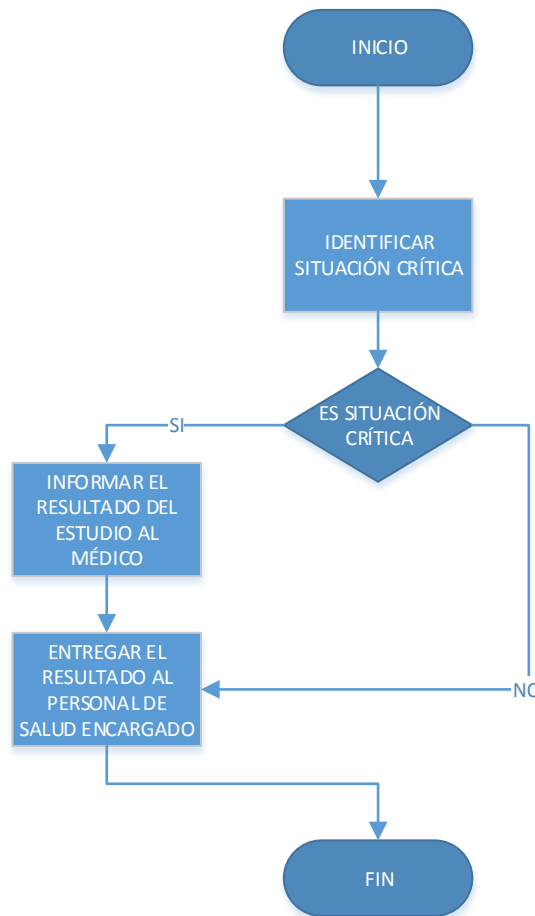 INICIO
IDENTIFICAR
SITUACIÓN CRÍTICA
ES SITUACIÓN
CRÍTICA
SI
INFORMAR EL
RESULTADO DEL
ESTUDIO AL
MÉDICO
ENTREGAR EL
RESULTADO AL
PERSONAL DE
SALUD ENCARGADO
NO
FIN